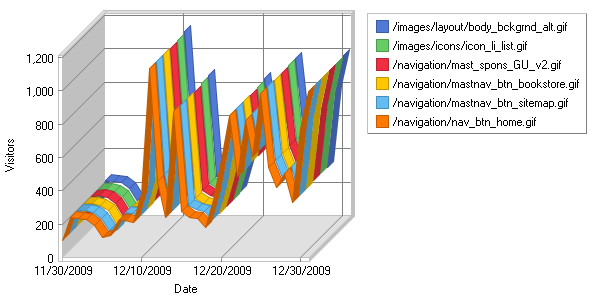 /images/layout/body_bckgrnd_alt.gif
/images/icons/icon_li_list.gif
/navigation/mast_spons_GU_v2.gif
/navigation/mastnav_btn_bookstore.gif
/navigation/mastnav_btn_sitemap.gif
/navigation/nav_btn_home.gif
1,200
1,000
800
600
400
200
0
Visitors
11/30/2009 12/10/2009 12/20/2009 12/30/2009
Date